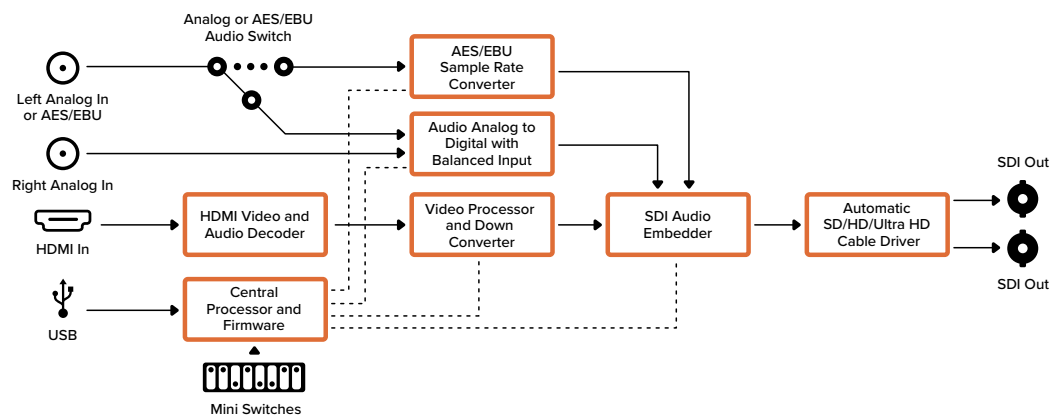 Analog or AES/EBU
Audio Switch
Left Analog In
or AES/EBU
AES/EBU
Sample Rate
Converter
Right Analog In
Audio Analog to
Digital with
Balanced Input
HDMI In
HDMI Video and
Audio Decoder
Video Processor
and Down
Converter
SDI Audio
Embedder
Automatic
SD/HD/Ultra HD
Cable Driver
SDI Out
SDI Out
USB
Central
Processor and
Firmware
Mini Switches